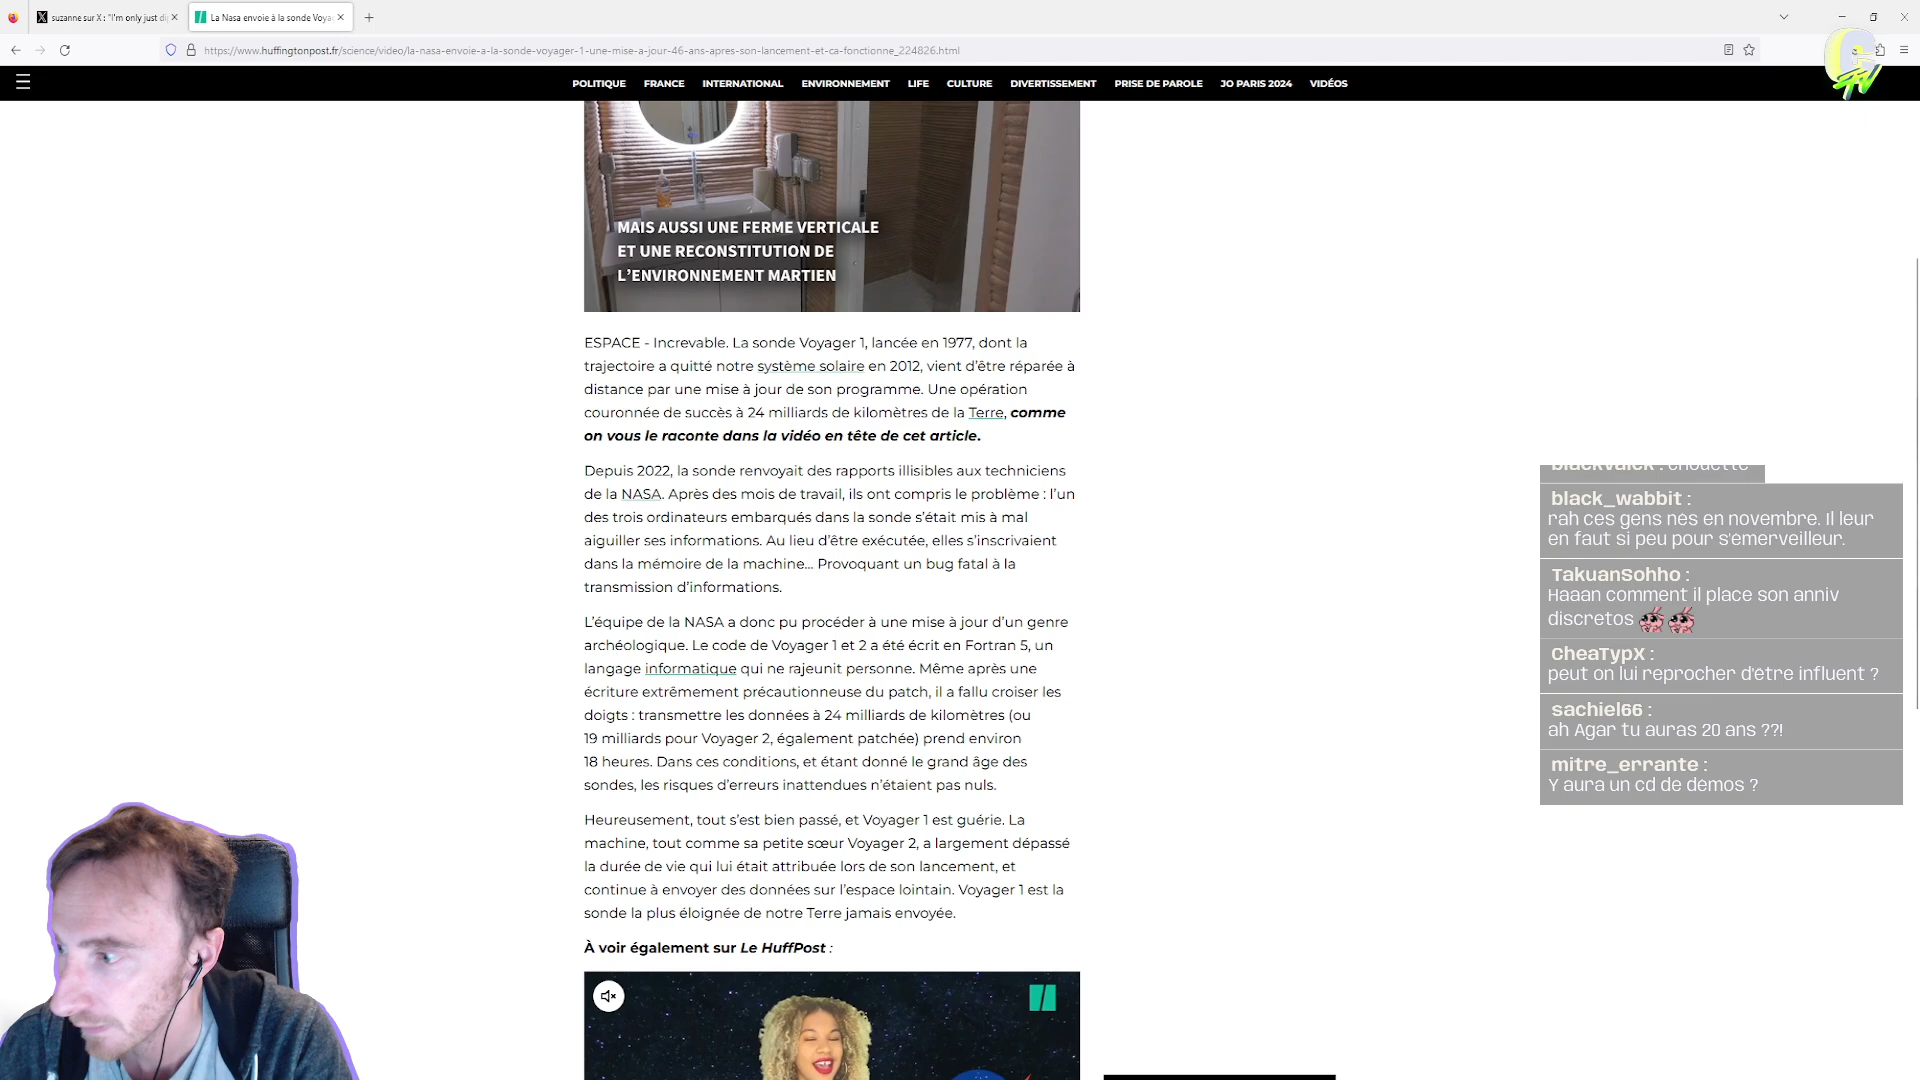 suzanne sur X : "I'm only just di
La Nasa envoie à la sonde Voya
https://www.huffingtonpost.fr/science/video/la-nasa-envoie-a-la-sonde-voyager-1-une-mise-a-jour-46-ans-apres-son-lancement-et-ca-fonctionne_224826.html
POLITIQUE FRANCE INTERNATIONAL ENVIRONNEMENT LIFE CULTURE DIVERTISSEMENT PRISE DE PAROLE JO PARIS 2024 VIDÉOS
MAIS AUSSI UNE FERME VERTICALE
ET UNE RECONSTITUTION DE
L'ENVIRONNEMENT MARTIEN
ESPACE - Increvable. La sonde Voyager 1, lancée en 1977, dont la
trajectoire a quitté notre système solaire en 2012, vient d'être réparée à
distance par une mise à jour de son programme. Une opération
couronnée de succès à 24 milliards de kilomètres de la Terre, comme
on vous le raconte dans la vidéo en tête de cet article.
Depuis 2022, la sonde renvoyait des rapports illisibles aux techniciens
de la NASA. Après des mois de travail, ils ont compris le problème : l'un
des trois ordinateurs embarqués dans la sonde s'était mis à mal
aiguiller ses informations. Au lieu d'être exécutée, elles s'inscrivaient
dans la mémoire de la machine… Provoquant un bug fatal à la
transmission d'informations.
L'équipe de la NASA a donc pu procéder à une mise à jour d'un genre
archéologique. Le code de Voyager 1 et 2 a été écrit en Fortran 5, un
langage informatique qui ne rajeunit personne. Même après une
écriture extrêmement précautionneuse du patch, il a fallu croiser les
doigts : transmettre les données à 24 milliards de kilomètres (ou
19 milliards pour Voyager 2, également patchée) prend environ
18 heures. Dans ces conditions, et étant donné le grand âge des
sondes, les risques d'erreurs inattendues n'étaient pas nuls.
Heureusement, tout s'est bien passé, et Voyager 1 est guérie. La
machine, tout comme sa petite sœur Voyager 2, a largement dépassé
la durée de vie qui lui était attribuée lors de son lancement, et
continue à envoyer des données sur l'espace lointain. Voyager 1 est la
sonde la plus éloignée de notre Terre jamais envoyée.
À voir également sur Le HuffPost :
blackvalck : chouette
black_wabbit :
rah ces gens nés en novembre. Il leur
en faut si peu pour s'émerveilleur.
TakuanSohho :
Haaan comment il place son anniv
discretos
CheaTypX :
peut on lui reprocher d'être influent ?
sachiel66 :
ah Agar tu auras 20 ans ??!
mitre_errante :
Y aura un cd de démos ?